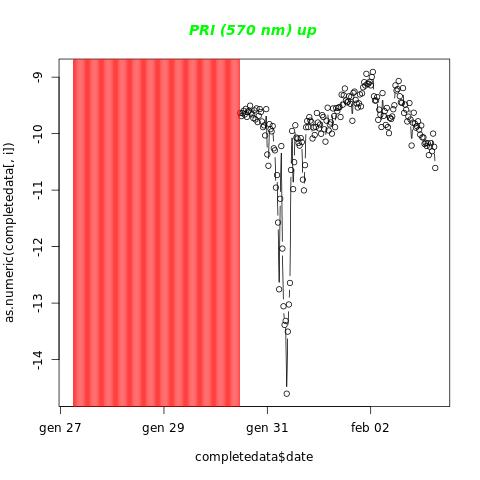 PRI (570 nm) up
as.numeric(completedata[, i])
-9
-10
-11
-12
-13
-14
gen 27
gen 29
gen 31
feb 02
completedata$date